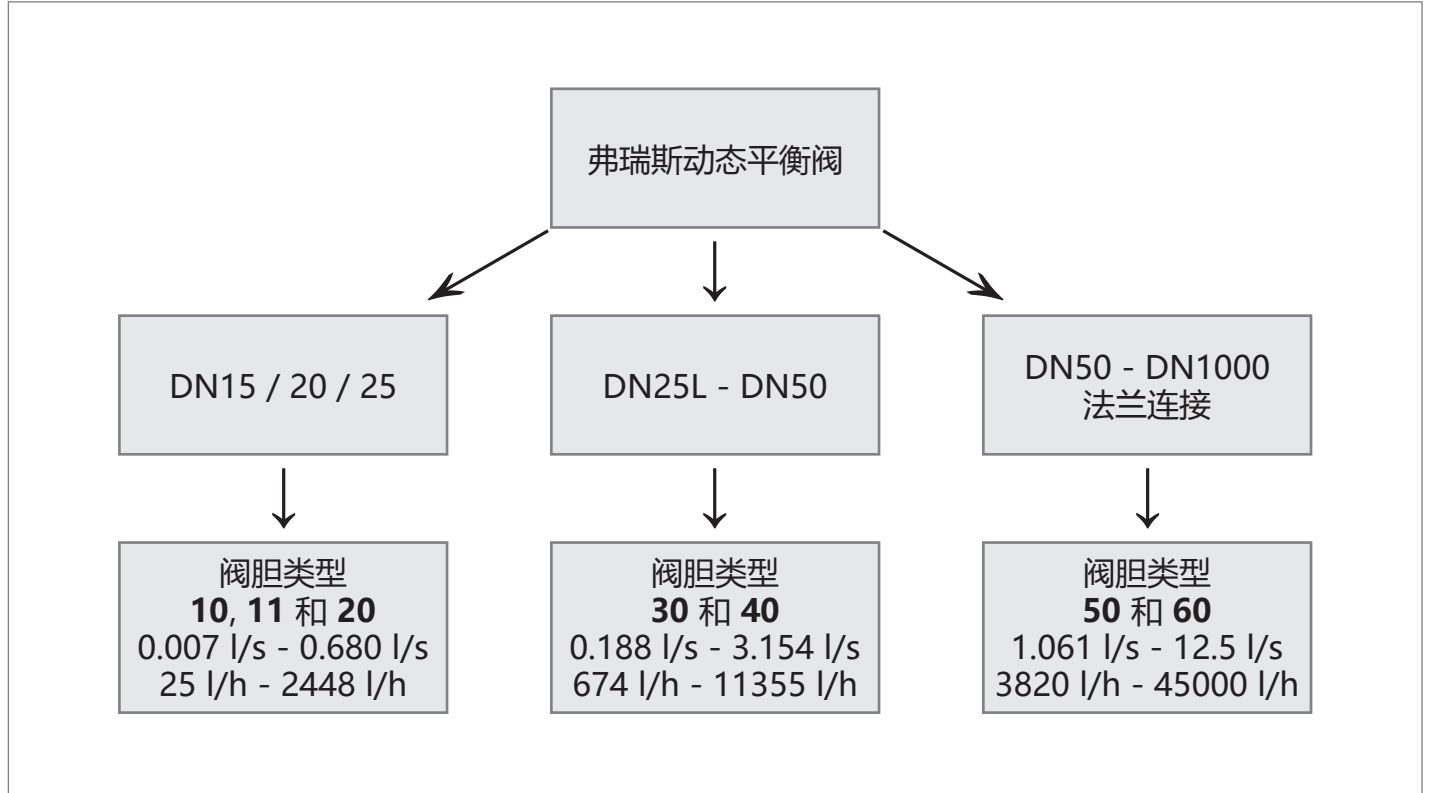 弗瑞斯动态平衡阀
DN15 / 20 / 25
DN25L - DN50
DN50 - DN1000
法兰连接
阀胆类型
10, 11 和 20
0.007 l/s - 0.680 l/s
25 l/h - 2448 l/h
阀胆类型
30 和 40
0.188 l/s - 3.154 l/s
674 l/h - 11355 l/h
阀胆类型
50 和 60
1.061 l/s - 12.5 l/s
3820 l/h - 45000 l/h